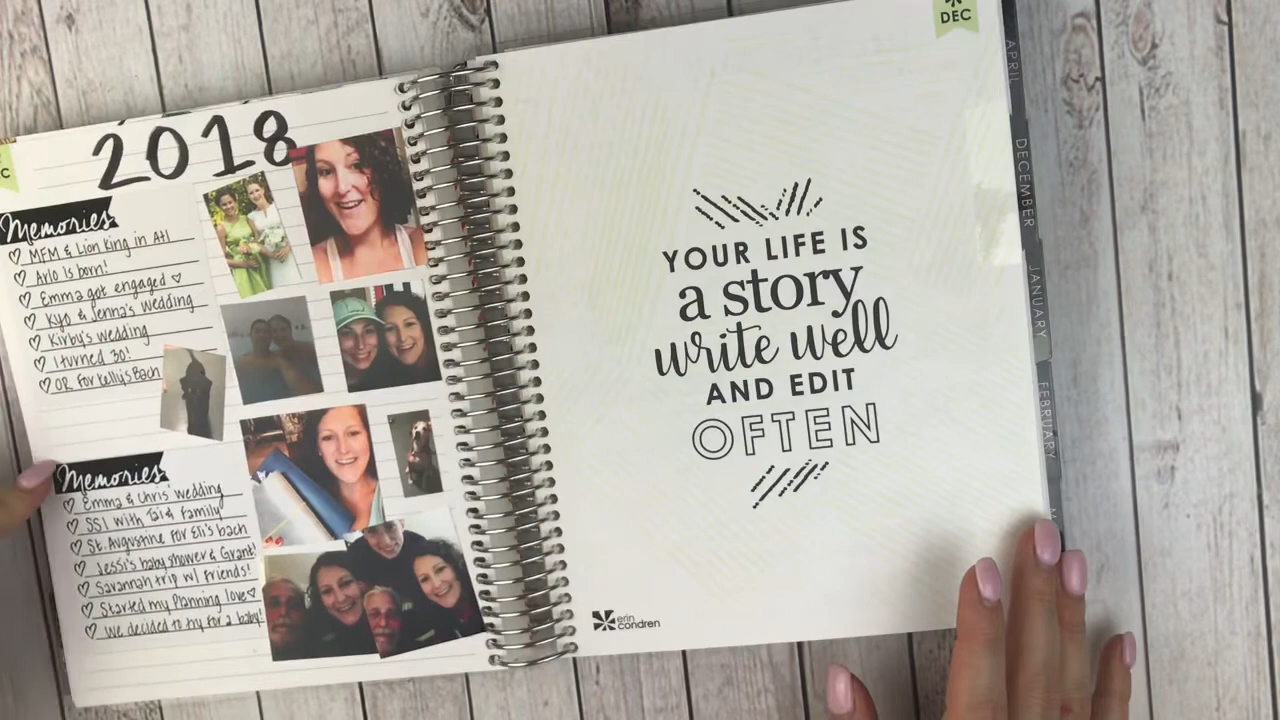 2018
Memories
MFM & Lion King in Atl
Arlo is born!
Emma got engaged ♡
Kyo & Jenna's wedding
Kirby's wedding
I turned 30!
OR for Kelly's Bach
Memories
Emma & Chris' wedding
SSI with Tai & Family
St. Augustine for Eli's bach
Jessi's baby shower & Grant!
Savannah trip w/ friends!
Started my planning love♡
We decided to try for a baby!
DEC
YOUR LIFE IS
a story
write well
AND EDIT
OFTEN
erin
condren
APRIL
DECEMBER
JANUARY
FEBRUARY